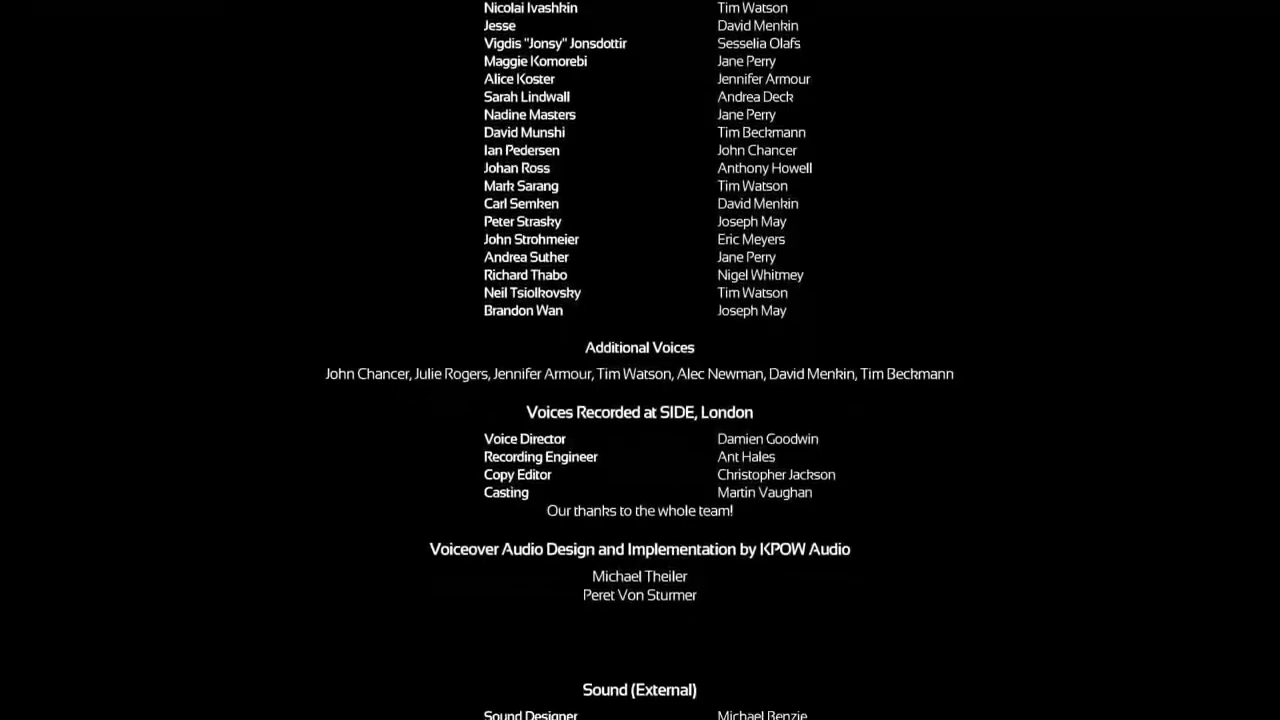 Nicolai Ivashkin Tim Watson
Jesse David Menkin
Vigdis "Jonsy" Jonsdottir Sesselia Olafs
Maggie Komorebi Jane Perry
Alice Koster Jennifer Armour
Sarah Lindwall Andrea Deck
Nadine Masters Jane Perry
David Munshi Tim Beckmann
Ian Pedersen John Chancer
Johan Ross Anthony Howell
Mark Sarang Tim Watson
Carl Semken David Menkin
Peter Strasky Joseph May
John Strohmeier Eric Meyers
Andrea Suther Jane Perry
Richard Thabo Nigel Whitmey
Neil Tsiolkovsky Tim Watson
Brandon Wan Joseph May
Additional Voices
John Chancer, Julie Rogers, Jennifer Armour, Tim Watson, Alec Newman, David Menkin, Tim Beckmann
Voices Recorded at SIDE, London
Voice Director Damien Goodwin
Recording Engineer Ant Hales
Copy Editor Christopher Jackson
Casting Martin Vaughan
Our thanks to the whole team!
Voiceover Audio Design and Implementation by KPOW Audio
Michael Theiler
Peret Von Sturmer
Sound (External)
Sound Designer Michael Benzie